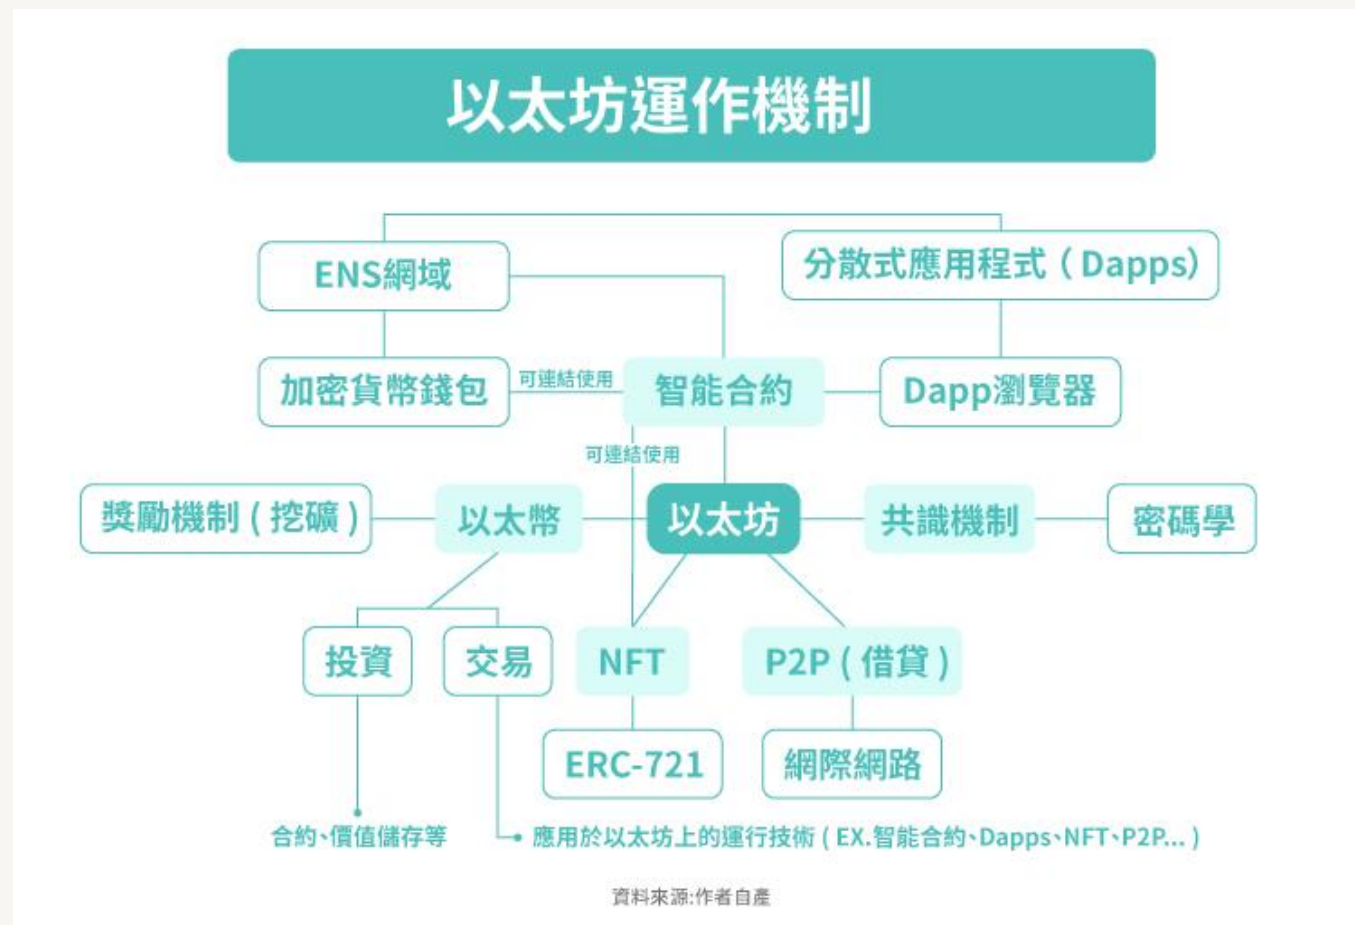 以太坊運作機制
ENS網域
分散式應用程式（Dapps）
加密貨幣錢包
可連結使用
智能合約
Dapp瀏覽器
可連結使用
獎勵機制 ( 挖礦 )
以太幣
以太坊
共識機制
密碼學
投資
交易
NFT
P2P ( 借貸 )
ERC-721
網際網路
合約、價值儲存等
應用於以太坊上的運行技術 ( EX.智能合約、Dapps、NFT、P2P... )
資料來源:作者自產